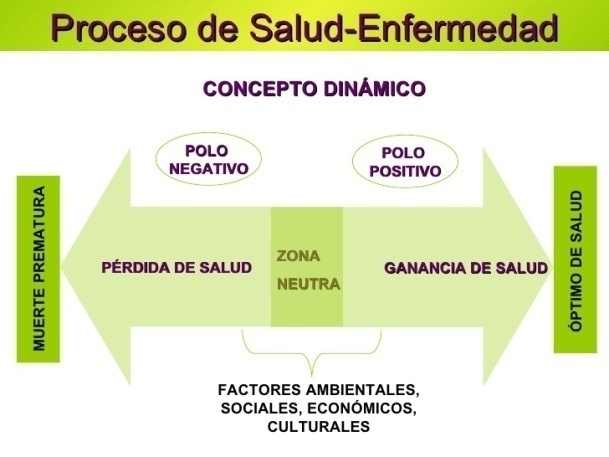 Proceso de Salud-Enfermedad
CONCEPTO DINÁMICO
POLO
NEGATIVO
POLO
POSITIVO
MUERTE PREMATURA
PÉRDIDA DE SALUD
ZONA
NEUTRA
GANANCIA DE SALUD
ÓPTIMO DE SALUD
FACTORES AMBIENTALES,
SOCIALES, ECONÓMICOS,
CULTURALES